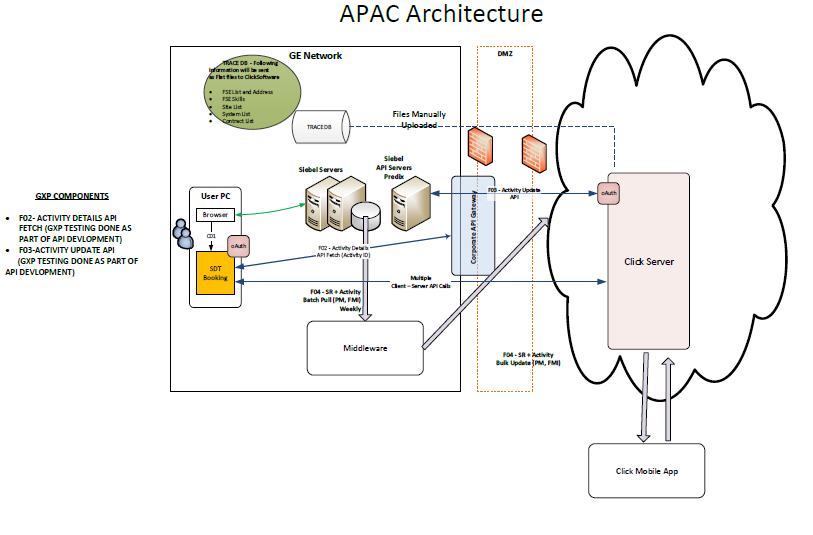 APAC Architecture
GE Network
DMZ
TRACE DB - Following
information will be sent
as Flat files to ClickSoftware
• FSE List and Address
• FSE Skills
• Site List
• System List
• Contract List
TRACEDB
Files Manually
Uploaded
Siebel Servers
Siebel
API Servers
Predix
GXP COMPONENTS
• F02- ACTIVITY DETAILS API
FETCH (GXP TESTING DONE AS
PART OF API DEVLOPMENT)
• F03-ACTIVITY UPDATE API
(GXP TESTING DONE AS PART OF
API DEVLOPMENT)
User PC
Browser
C01
oAuth
SDT
Booking
F02 - Activity Details
API Fetch (Activity ID)
Corporate API Gateway
F03 - Activity Update
API
oAuth
Click Server
Multiple
Client – Server API Calls
F04 - SR + Activity
Batch Pull (PM, FMI)
Weekly
Middleware
F04 - SR + Activity
Bulk Update (PM, FMI)
Click Mobile App